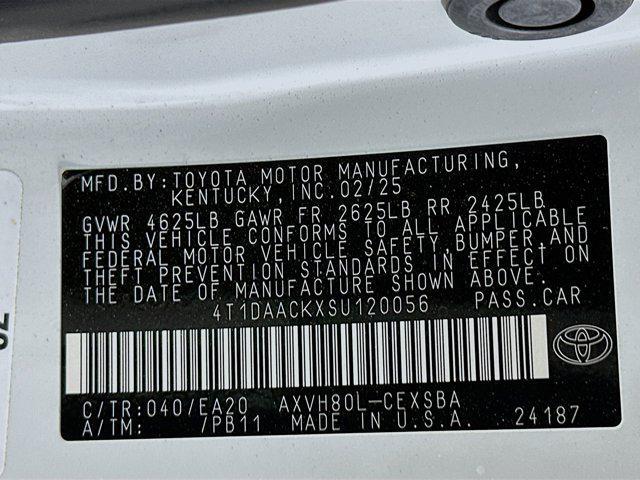 MFD. BY: TOYOTA MOTOR MANUFACTURING,
KENTUCKY, INC. 02/25
GVWR 4625LB GAWR FR 2625LB RR 2425LB
THIS VEHICLE CONFORMS TO ALL APPLICABLE
FEDERAL MOTOR VEHICLE SAFETY, BUMPER, AND
THEFT PREVENTION STANDARDS IN EFFECT ON
THE DATE OF MANUFACTURE SHOWN ABOVE.
4T1DAACKXSU120056 PASS. CAR
C/TR: 040/EA20 AXVH80L-CEXSBA
A/TM: /PB11 MADE IN U.S.A. 24187